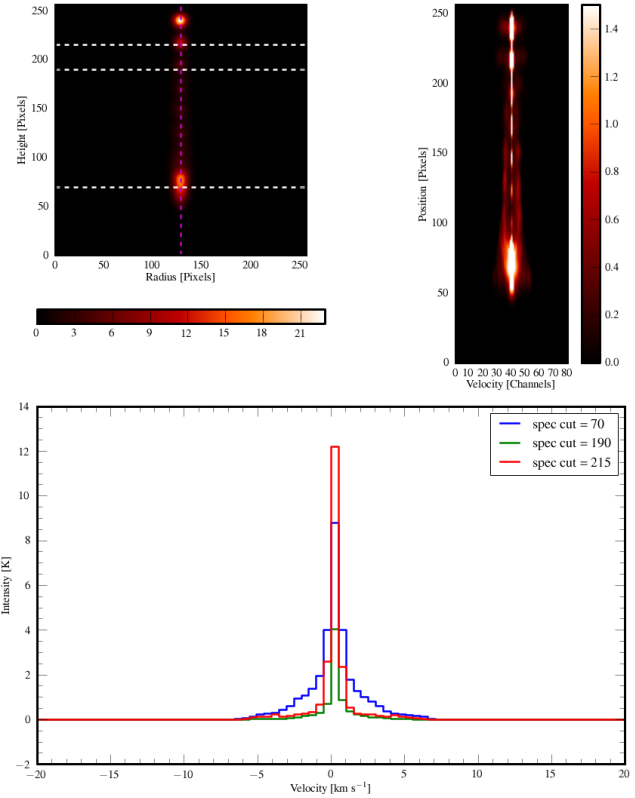 250
200
150
100
50
0
Height [Pixels]
0 50 100 150 200 250
Radius [Pixels]
0 3 6 9 12 15 18 21
250
200
150
100
50
0
Position [Pixels]
0 10 20 30 40 50 60 70 80
Velocity [Channels]
1.4
1.2
1.0
0.8
0.6
0.4
0.2
0.0
14
12
10
8
6
4
2
0
−2
Intensity [K]
spec cut = 70
spec cut = 190
spec cut = 215
−20 −15 −10 −5 0 5 10 15 20
Velocity [km s⁻¹]